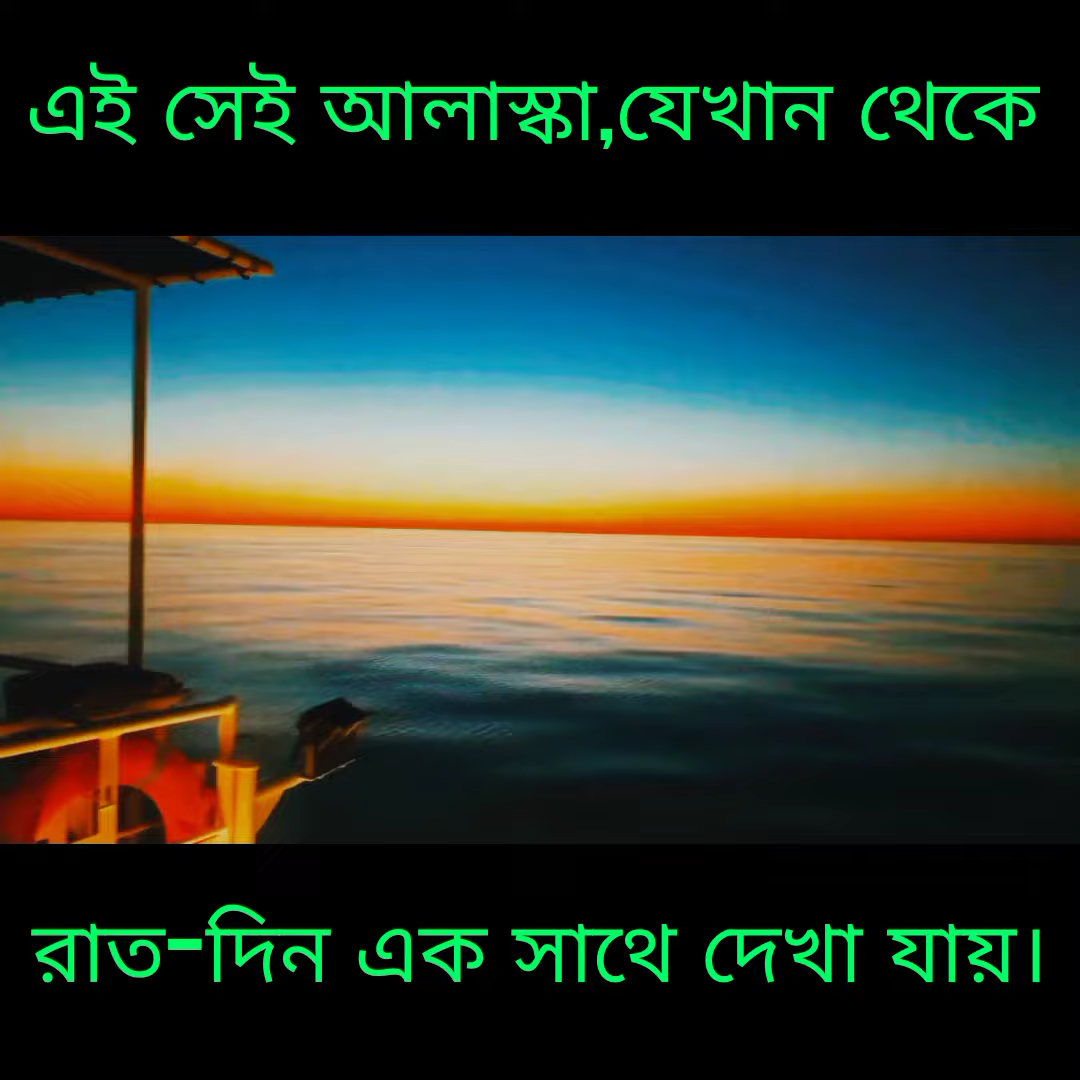 এই সেই আলাস্কা,যেখান থেকে
রাত-দিন এক সাথে দেখা যায়।